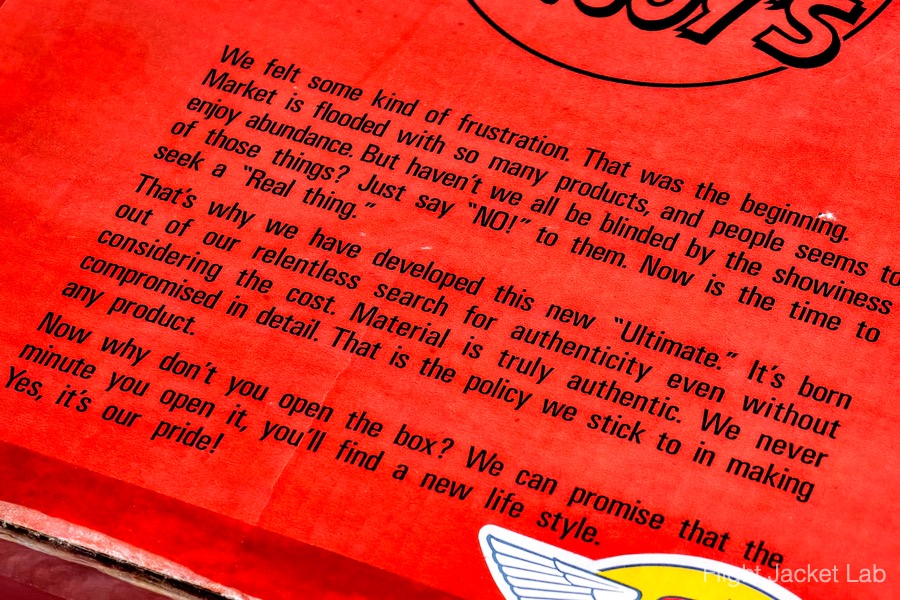 We felt some kind of frustration. That was the beginning.
Market is flooded with so many products, and people seems to
enjoy abundance. But haven't we all be blinded by the showiness
of those things? Just say "NO!" to them. Now is the time to
seek a "Real thing."
That's why we have developed this new "Ultimate." It's born
out of our relentless search for authenticity even without
considering the cost. Material is truly authentic. We never
compromised in detail. That is the policy we stick to in making
any product.
Now why don't you open the box? We can promise that the
minute you open it, you'll find a new life style.
Yes, it's our pride!
Flight Jacket Lab